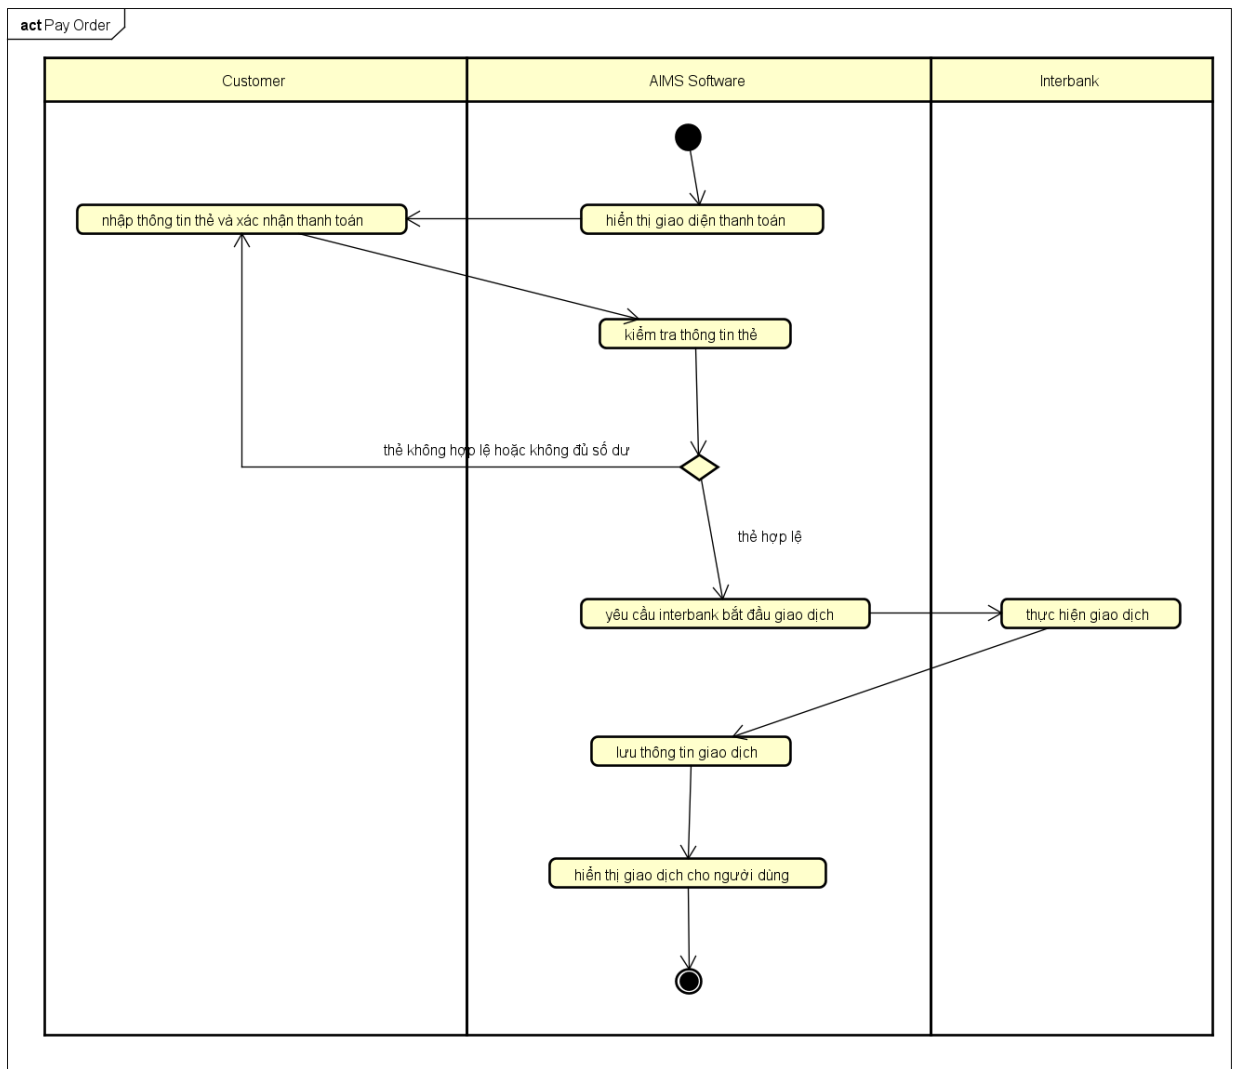 act Pay Order
Customer
AIMS Software
Interbank
nhập thông tin thẻ và xác nhận thanh toán
hiển thị giao diện thanh toán
kiểm tra thông tin thẻ
thẻ không hợp lệ hoặc không đủ số dư
thẻ hợp lệ
yêu cầu interbank bắt đầu giao dịch
thực hiện giao dịch
lưu thông tin giao dịch
hiển thị giao dịch cho người dùng